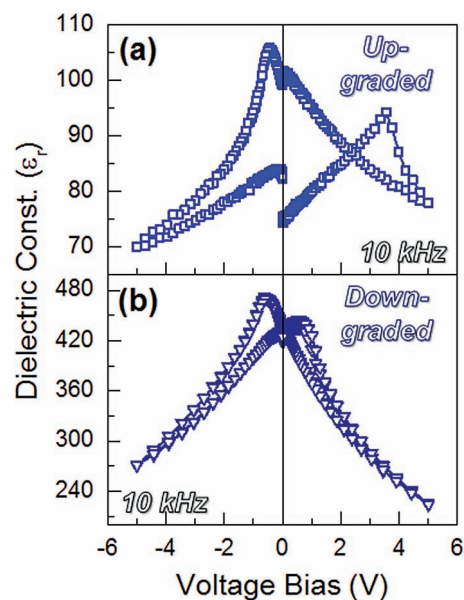 Dielectric Const. (εr)
110
100
90
80
70
(a)
Up-
graded
10 kHz
480
420
360
300
240
(b)
Down-
graded
10 kHz
-6 -4 -2 0 2 4 6
Voltage Bias (V)